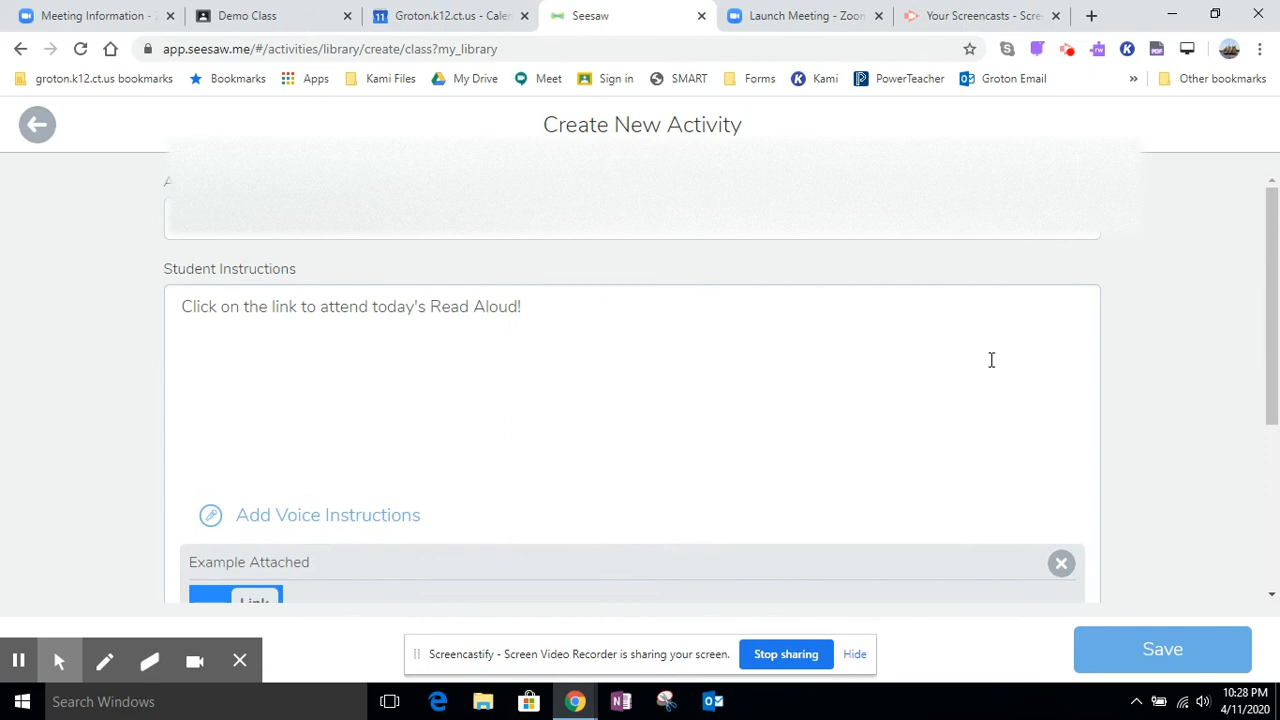 Meeting Information - Z
Demo Class
Groton.k12.ct.us - Calen
Seesaw
Launch Meeting - Zoom
Your Screencasts - Scre
app.seesaw.me/#/activities/library/create/class?my_library
groton.k12.ct.us bookmarks
Bookmarks
Apps
Kami Files
My Drive
Meet
Sign in
SMART
Forms
Kami
PowerTeacher
Groton Email
»
Other bookmarks
Create New Activity
Student Instructions
Click on the link to attend today's Read Aloud!
Add Voice Instructions
Example Attached
Link
Screencastify - Screen Video Recorder is sharing your screen.
Stop sharing
Hide
Save
Search Windows
10:28 PM
4/11/2020